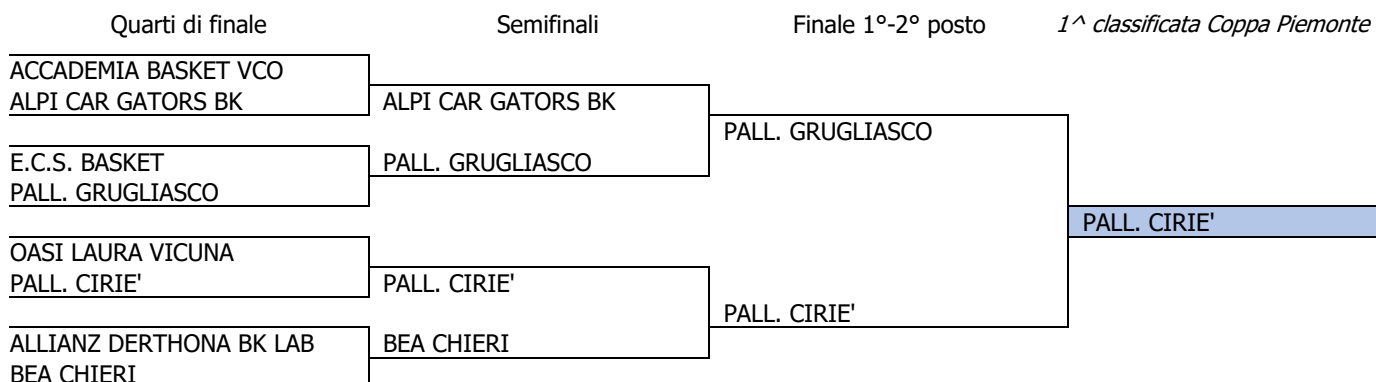 Quarti di finale
Semifinali
Finale 1°-2° posto
1^ classificata Coppa Piemonte
ACCADEMIA BASKET VCO
ALPI CAR GATORS BK
ALPI CAR GATORS BK
PALL. GRUGLIASCO
E.C.S. BASKET
PALL. GRUGLIASCO
PALL. GRUGLIASCO
PALL. CIRIE'
OASI LAURA VICUNA
PALL. CIRIE'
PALL. CIRIE'
PALL. CIRIE'
ALLIANZ DERTHONA BK LAB
BEA CHIERI
BEA CHIERI